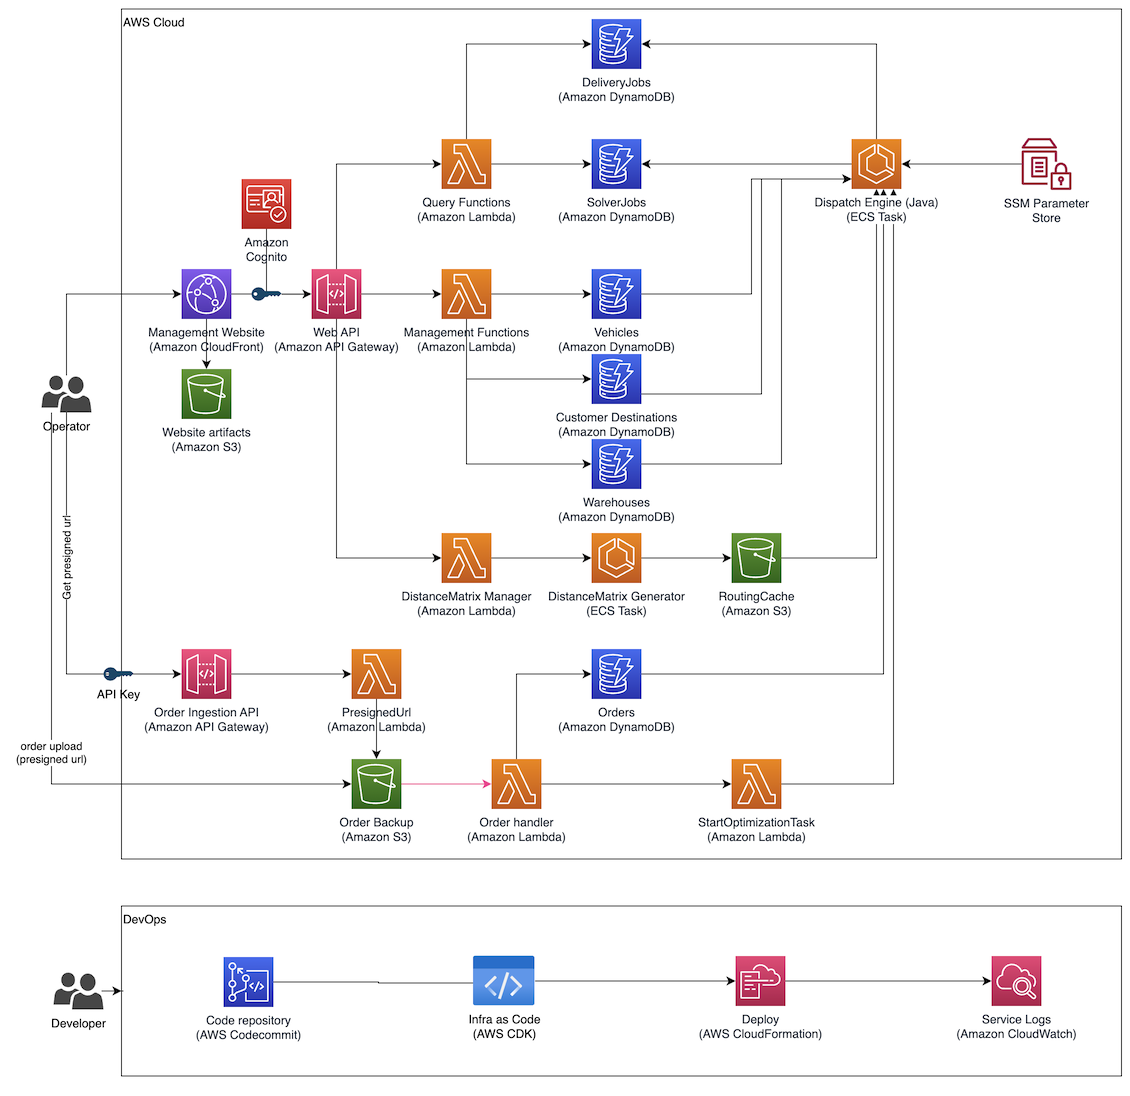 AWS Cloud
DeliveryJobs
(Amazon DynamoDB)
Query Functions
(Amazon Lambda)
SolverJobs
(Amazon DynamoDB)
Dispatch Engine (Java)
(ECS Task)
SSM Parameter
Store
Amazon
Cognito
Management Website
(Amazon CloudFront)
Web API
(Amazon API Gateway)
Management Functions
(Amazon Lambda)
Vehicles
(Amazon DynamoDB)
Operator
Website artifacts
(Amazon S3)
Customer Destinations
(Amazon DynamoDB)
Warehouses
(Amazon DynamoDB)
Get presigned url
DistanceMatrix Manager
(Amazon Lambda)
DistanceMatrix Generator
(ECS Task)
RoutingCache
(Amazon S3)
API Key
Order Ingestion API
(Amazon API Gateway)
PresignedUrl
(Amazon Lambda)
Orders
(Amazon DynamoDB)
order upload
(presigned url)
Order Backup
(Amazon S3)
Order handler
(Amazon Lambda)
StartOptimizationTask
(Amazon Lambda)
DevOps
Developer
Code repository
(AWS Codecommit)
Infra as Code
(AWS CDK)
Deploy
(AWS CloudFormation)
Service Logs
(Amazon CloudWatch)